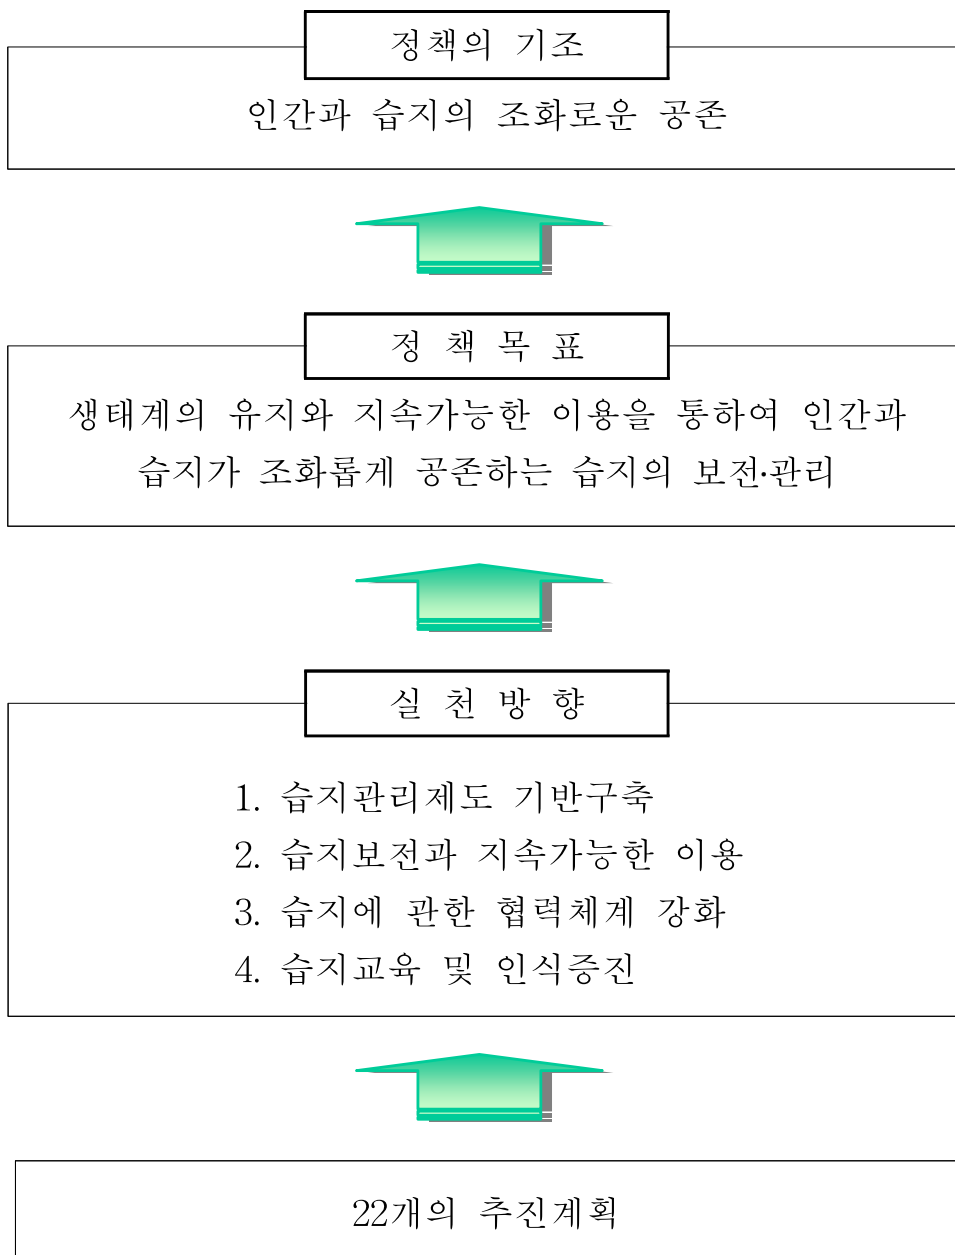 정책의 기조
인간과 습지의 조화로운 공존
정 책 목 표
생태계의 유지와 지속가능한 이용을 통하여 인간과
습지가 조화롭게 공존하는 습지의 보전·관리
실 천 방 향
1. 습지관리제도 기반구축
2. 습지보전과 지속가능한 이용
3. 습지에 관한 협력체계 강화
4. 습지교육 및 인식증진
22개의 추진계획